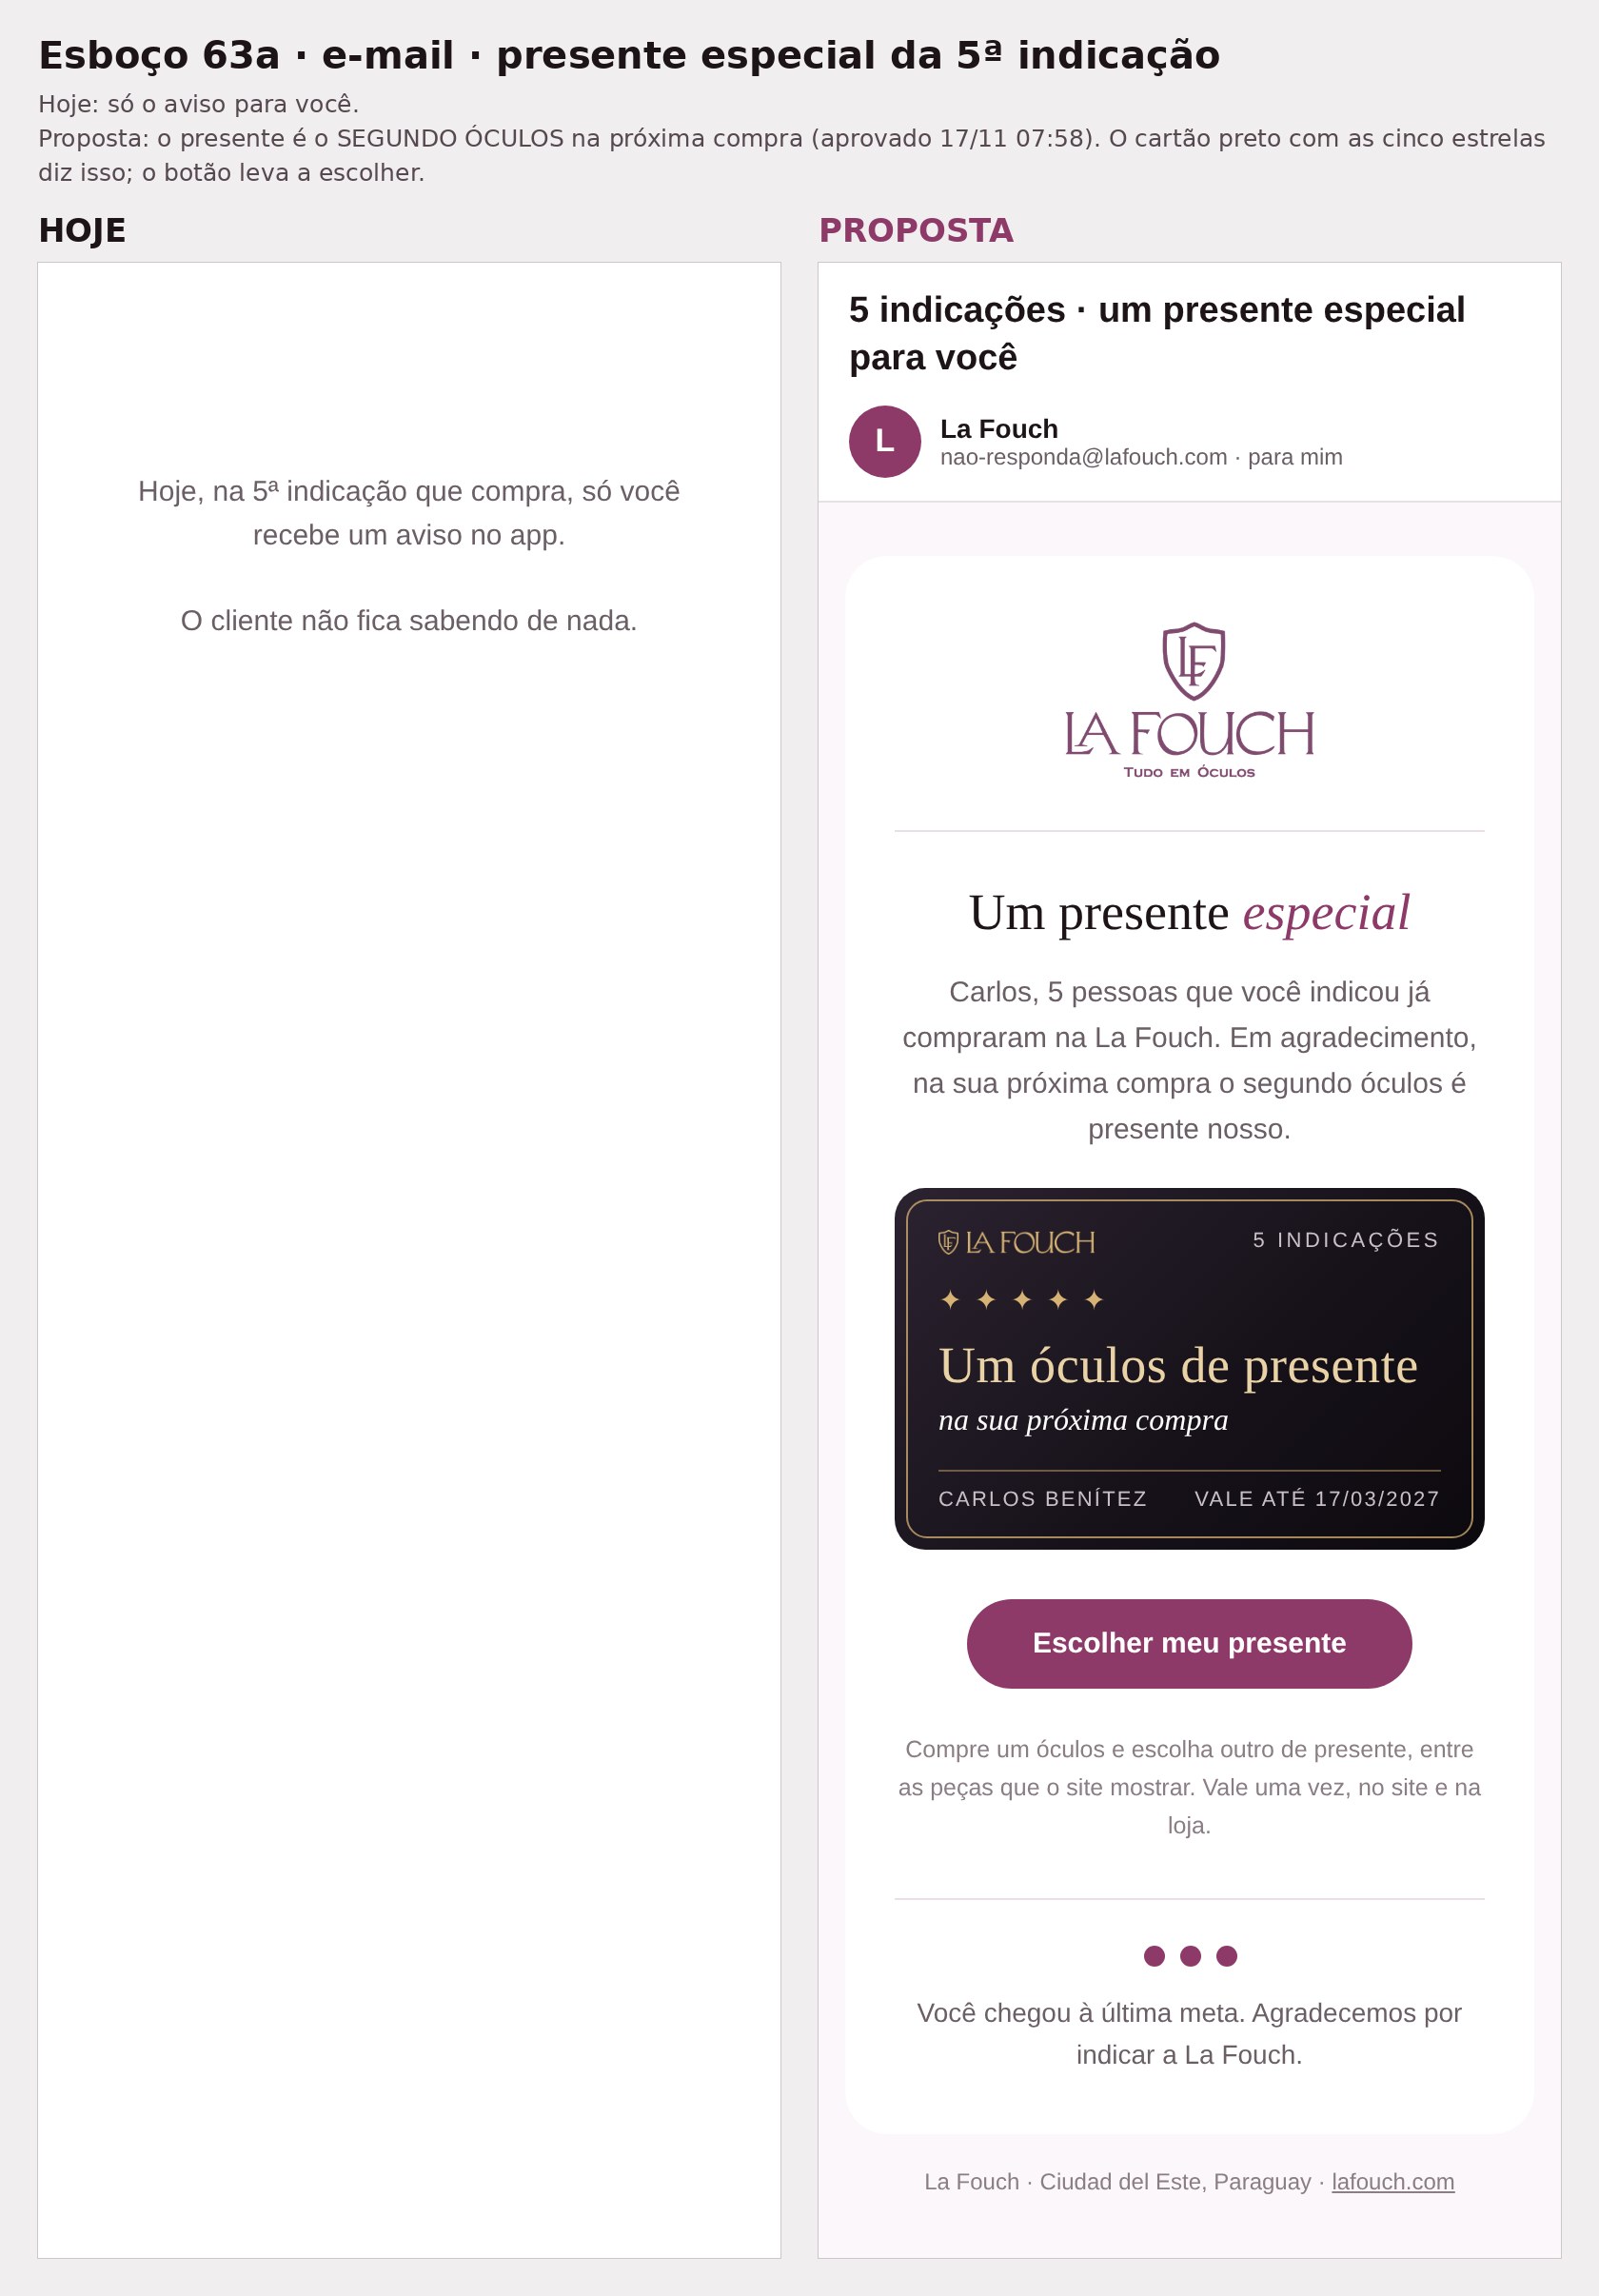 Esboço 63a · e-mail · presente especial da 5ª indicação
Hoje: só o aviso para você.
Proposta: o presente é o SEGUNDO ÓCULOS na próxima compra (aprovado 17/11 07:58). O cartão preto com as cinco estrelas
diz isso; o botão leva a escolher.
HOJE
Hoje, na 5ª indicação que compra, só você
recebe um aviso no app.
O cliente não fica sabendo de nada.
PROPOSTA
5 indicações · um presente especial
para você
L
La Fouch
nao-responda@lafouch.com · para mim
LF
LA FOUCH
Tudo em Óculos
Um presente especial
Carlos, 5 pessoas que você indicou já
compraram na La Fouch. Em agradecimento,
na sua próxima compra o segundo óculos é
presente nosso.
LF LA FOUCH
5 INDICAÇÕES
✦ ✦ ✦ ✦ ✦
Um óculos de presente
na sua próxima compra
CARLOS BENÍTEZ
VALE ATÉ 17/03/2027
Escolher meu presente
Compre um óculos e escolha outro de presente, entre
as peças que o site mostrar. Vale uma vez, no site e na
loja.
Você chegou à última meta. Agradecemos por
indicar a La Fouch.
La Fouch · Ciudad del Este, Paraguay · lafouch.com